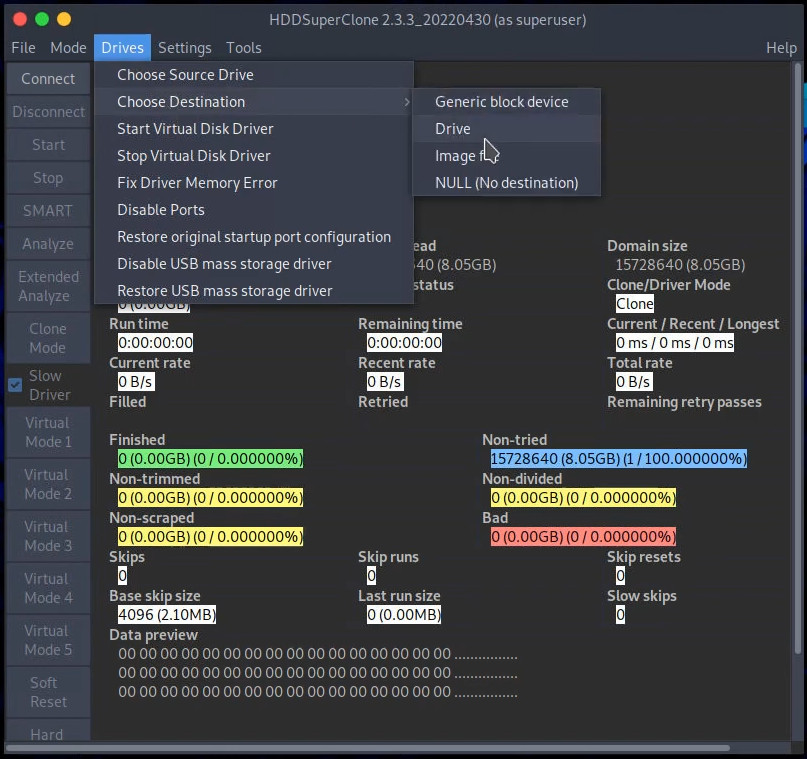 HDDSuperClone 2.3.3_20220430 (as superuser)
File Mode Drives Settings Tools Help
Connect
Disconnect
Start
Stop
SMART
Analyze
Extended
Analyze
Clone
Mode
Slow
Driver
Virtual
Mode 1
Virtual
Mode 2
Virtual
Mode 3
Virtual
Mode 4
Virtual
Mode 5
Soft
Reset
Hard
Choose Source Drive
Choose Destination
Start Virtual Disk Driver
Stop Virtual Disk Driver
Fix Driver Memory Error
Disable Ports
Restore original startup port configuration
Disable USB mass storage driver
Restore USB mass storage driver
Generic block device
Drive
Image
NULL (No destination)
Domain size
640 (8.05GB) 15728640 (8.05GB)
status Clone/Driver Mode
0 (0.00GB) Clone
Run time Remaining time Current / Recent / Longest
0:00:00:00 0:00:00:00 0 ms / 0 ms / 0 ms
Current rate Recent rate Total rate
0 B/s 0 B/s 0 B/s
Filled Retried Remaining retry passes
Finished Non-tried
0 (0.00GB) (0 / 0.000000%) 15728640 (8.05GB) (1 / 100.000000%)
Non-trimmed Non-divided
0 (0.00GB) (0 / 0.000000%) 0 (0.00GB) (0 / 0.000000%)
Non-scraped Bad
0 (0.00GB) (0 / 0.000000%) 0 (0.00GB) (0 / 0.000000%)
Skips Skip runs Skip resets
0 0 0
Base skip size Last run size Slow skips
4096 (2.10MB) 0 (0.00MB) 0
Data preview
00 00 00 00 00 00 00 00 00 00 00 00 00 00 00 00 ................
00 00 00 00 00 00 00 00 00 00 00 00 00 00 00 00 ................
00 00 00 00 00 00 00 00 00 00 00 00 00 00 00 00 ................